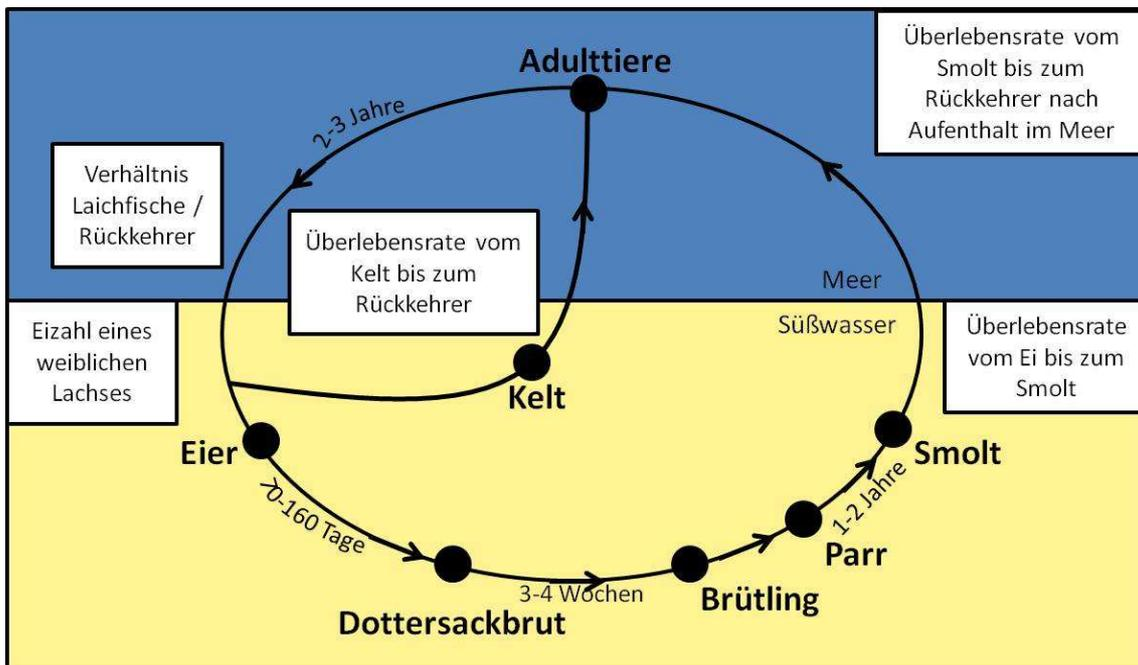 Adulttiere
Überlebensrate vom
Smolt bis zum
Rückkehrer nach
Aufenthalt im Meer
2-3 Jahre
Verhältnis
Laichfische /
Rückkehrer
Überlebensrate vom
Kelt bis zum
Rückkehrer
Meer
Süßwasser
Eizahl eines
weiblichen
Lachses
Überlebensrate
vom Ei bis zum
Smolt
Kelt
Eier
Smolt
-160 Tage
1-2 Jahre
Parr
3-4 Wochen
Brütling
Dottersackbrut